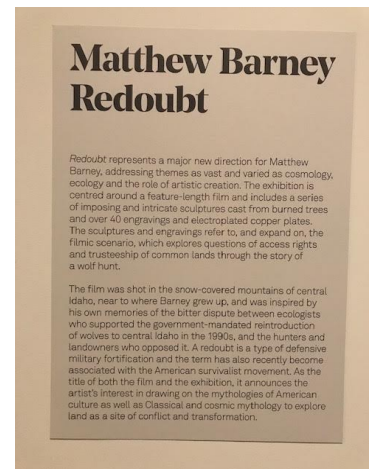 Matthew Barney
Redoubt
Redoubt represents a major new direction for Matthew
Barney, addressing themes as vast and varied as cosmology,
ecology and the role of artistic creation. The exhibition is
centred around a feature-length film and includes a series
of imposing and intricate sculptures cast from burned trees
and over 40 engravings and electroplated copper plates.
The sculptures and engravings refer to, and expand on, the
filmic scenario, which explores questions of access rights
and trusteeship of common lands through the story of
a wolf hunt.
The film was shot in the snow-covered mountains of central
Idaho, near to where Barney grew up, and was inspired by
his own memories of the bitter dispute between ecologists
who supported the government-mandated reintroduction
of wolves to central Idaho in the 1990s, and the hunters and
landowners who opposed it. A redoubt is a type of defensive
military fortification and the term has also recently become
associated with the American survivalist movement. As the
title of both the film and the exhibition, it announces the
artist's interest in drawing on the mythologies of American
culture as well as Classical and cosmic mythology to explore
land as a site of conflict and transformation.